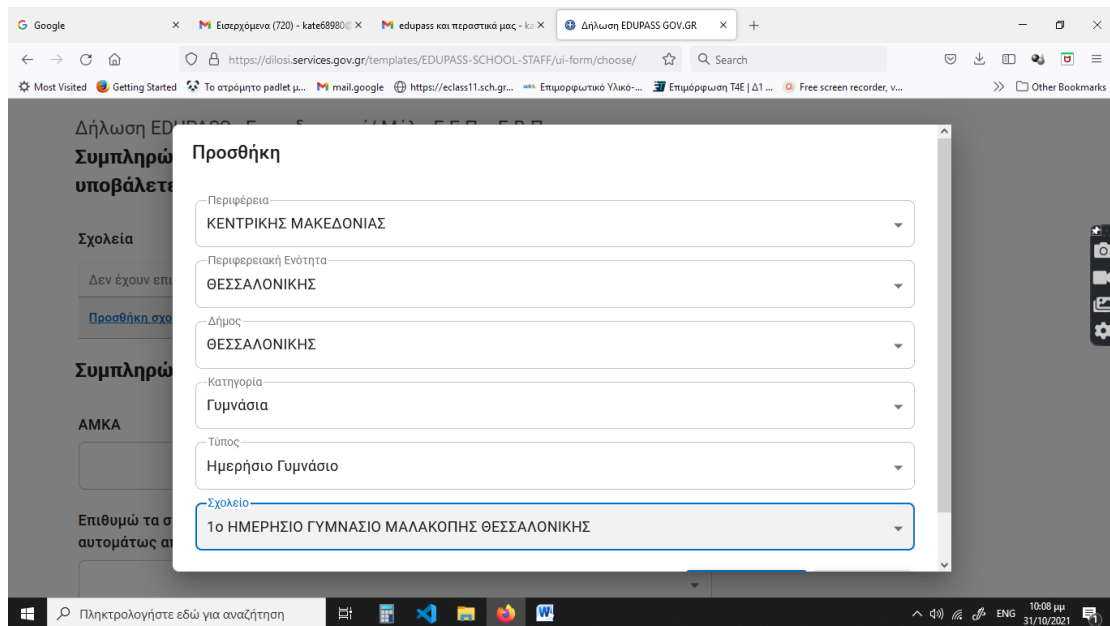 Google
Εισερχόμενα (720) - kate68980@
edupass και περαστικά μας - ka
Δήλωση EDUPASS GOV.GR
https://dilosi.services.gov.gr/templates/EDUPASS-SCHOOL-STAFF/ui-form/choose/
Search
Most Visited
Getting Started
Το απρόμητο padlet μ...
mail.google
https://eclass11.sch.gr...
Επιμορφωτικό Υλικό-...
Επιμόρφωση Τ4Ε | Δ1 ...
Free screen recorder, v...
Other Bookmarks
Δήλωση
Συμπληρώ
υποβάλετε
Προσθήκη
Περιφέρεια
ΚΕΝΤΡΙΚΗΣ ΜΑΚΕΔΟΝΙΑΣ
Σχολεία
Περιφερειακή Ενότητα
ΘΕΣΣΑΛΟΝΙΚΗΣ
Δεν έχουν επι
Προσθήκη σχο
Δήμος
ΘΕΣΣΑΛΟΝΙΚΗΣ
Συμπληρώ
Κατηγορία
Γυμνάσια
ΑΜΚΑ
Τύπος
Ημερήσιο Γυμνάσιο
Σχολείο
1ο ΗΜΕΡΗΣΙΟ ΓΥΜΝΑΣΙΟ ΜΑΛΑΚΟΠΗΣ ΘΕΣΣΑΛΟΝΙΚΗΣ
Επιθυμώ τα σ
αυτομάτως απ
Πληκτρολογήστε εδώ για αναζήτηση
ENG
10:08 μμ
31/10/2021